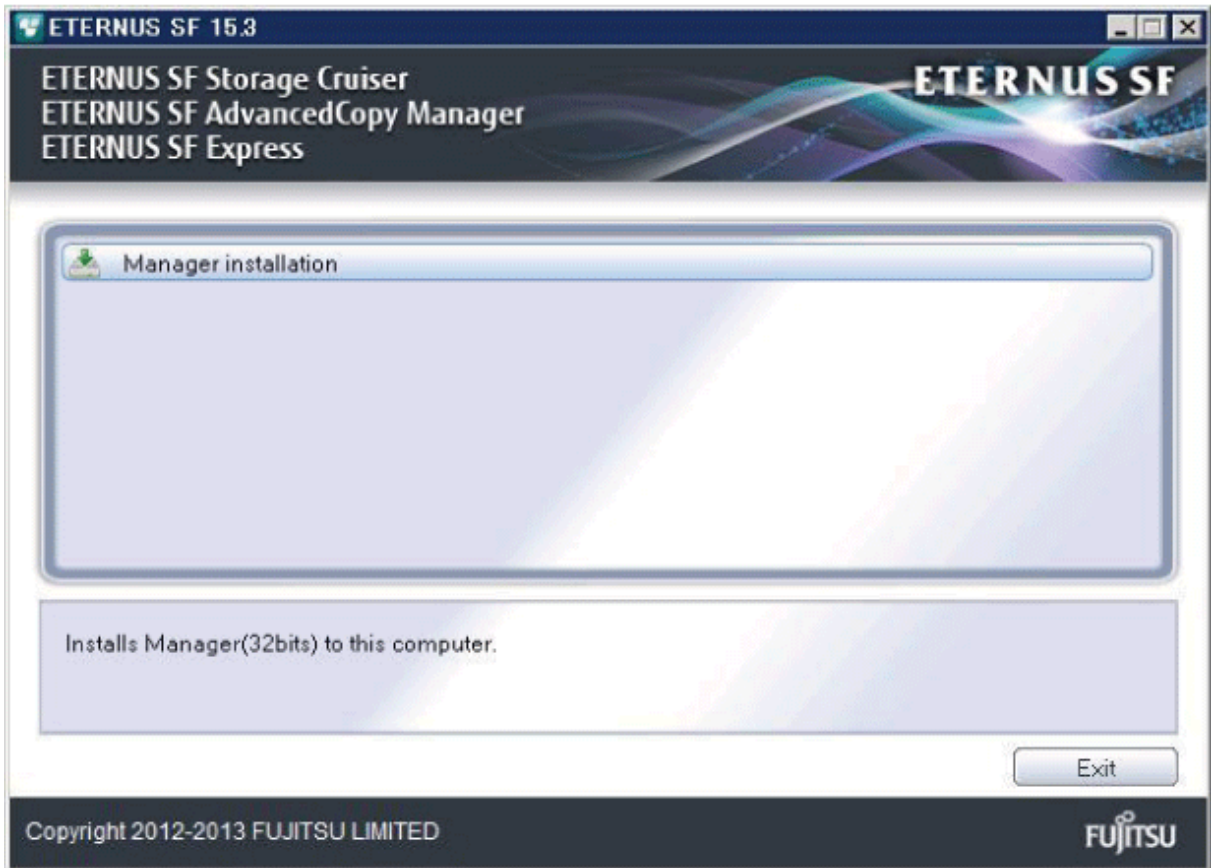 ETERNUS SF 15.3
ETERNUS SF Storage Cruiser
ETERNUS SF AdvancedCopy Manager
ETERNUS SF Express
ETERNUS SF
Manager installation
Installs Manager(32bits) to this computer.
Exit
Copyright 2012-2013 FUJITSU LIMITED
FUJITSU